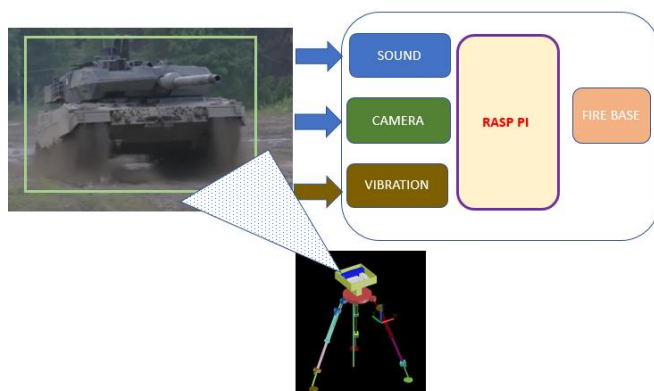 SOUND
CAMERA
VIBRATION
RASP PI
FIRE BASE